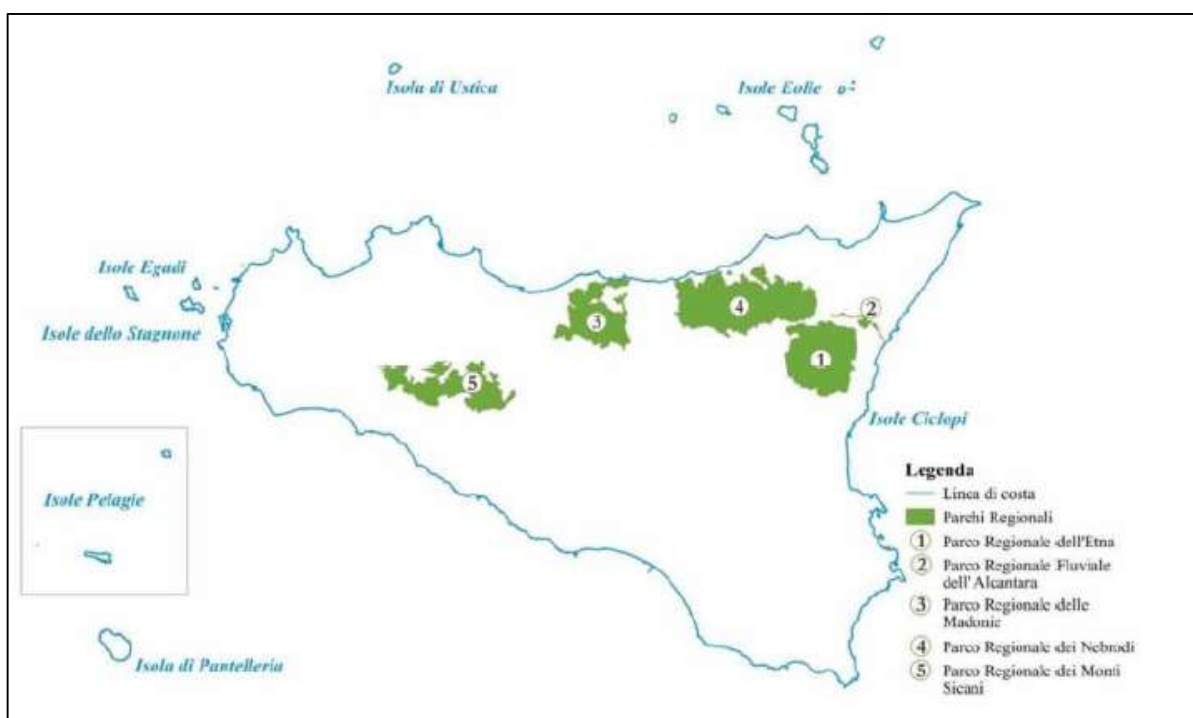 Isola di Ustica
Isole Eolie
Isole Egadi
Isole dello Stagnone
3
4
2
1
5
Isole Ciclopi
Isole Pelagie
Isola di Pantelleria
Legenda
Linea di costa
Parchi Regionali
1 Parco Regionale dell'Etna
2 Parco Regionale Fluviale
dell'Alcantara
3 Parco Regionale delle
Madonie
4 Parco Regionale dei Nebrodi
5 Parco Regionale dei Monti
Sicani